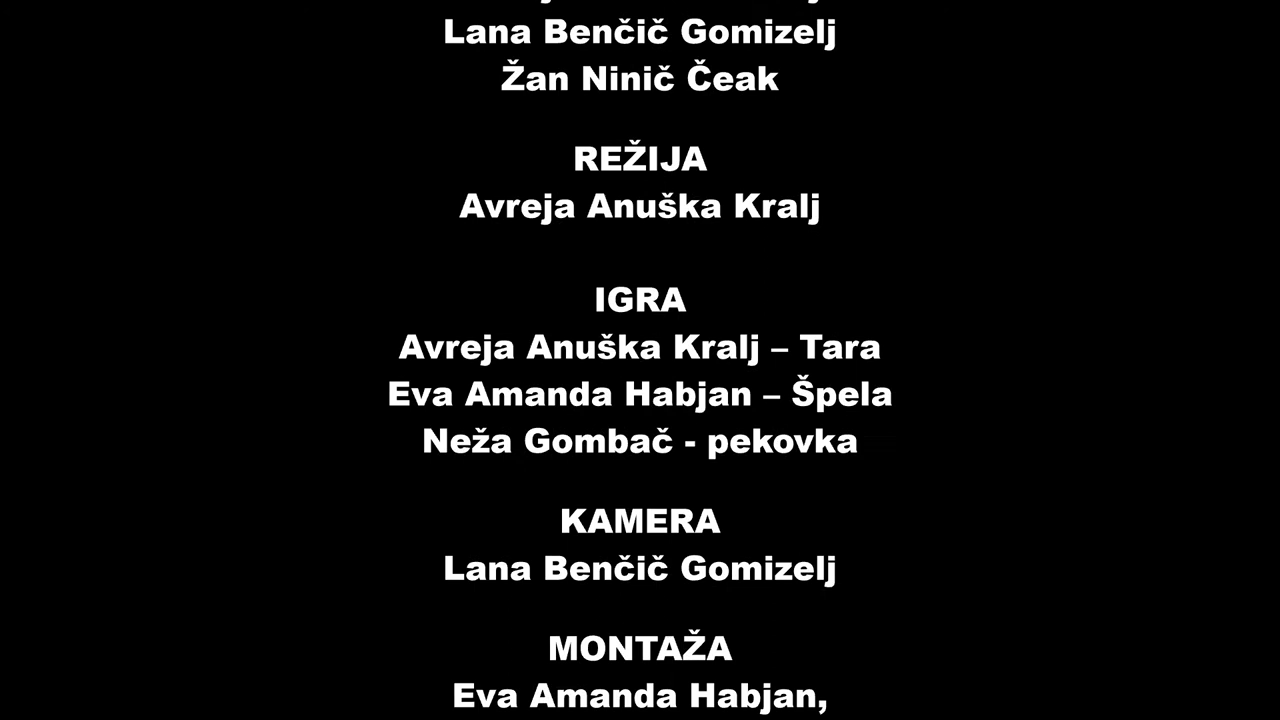 Lana Benčič Gomizelj
Žan Ninič Čeak
REŽIJA
Avreja Anuška Kralj
IGRA
Avreja Anuška Kralj – Tara
Eva Amanda Habjan – Špela
Neža Gombač - pekovka
KAMERA
Lana Benčič Gomizelj
MONTAŽA
Eva Amanda Habjan,